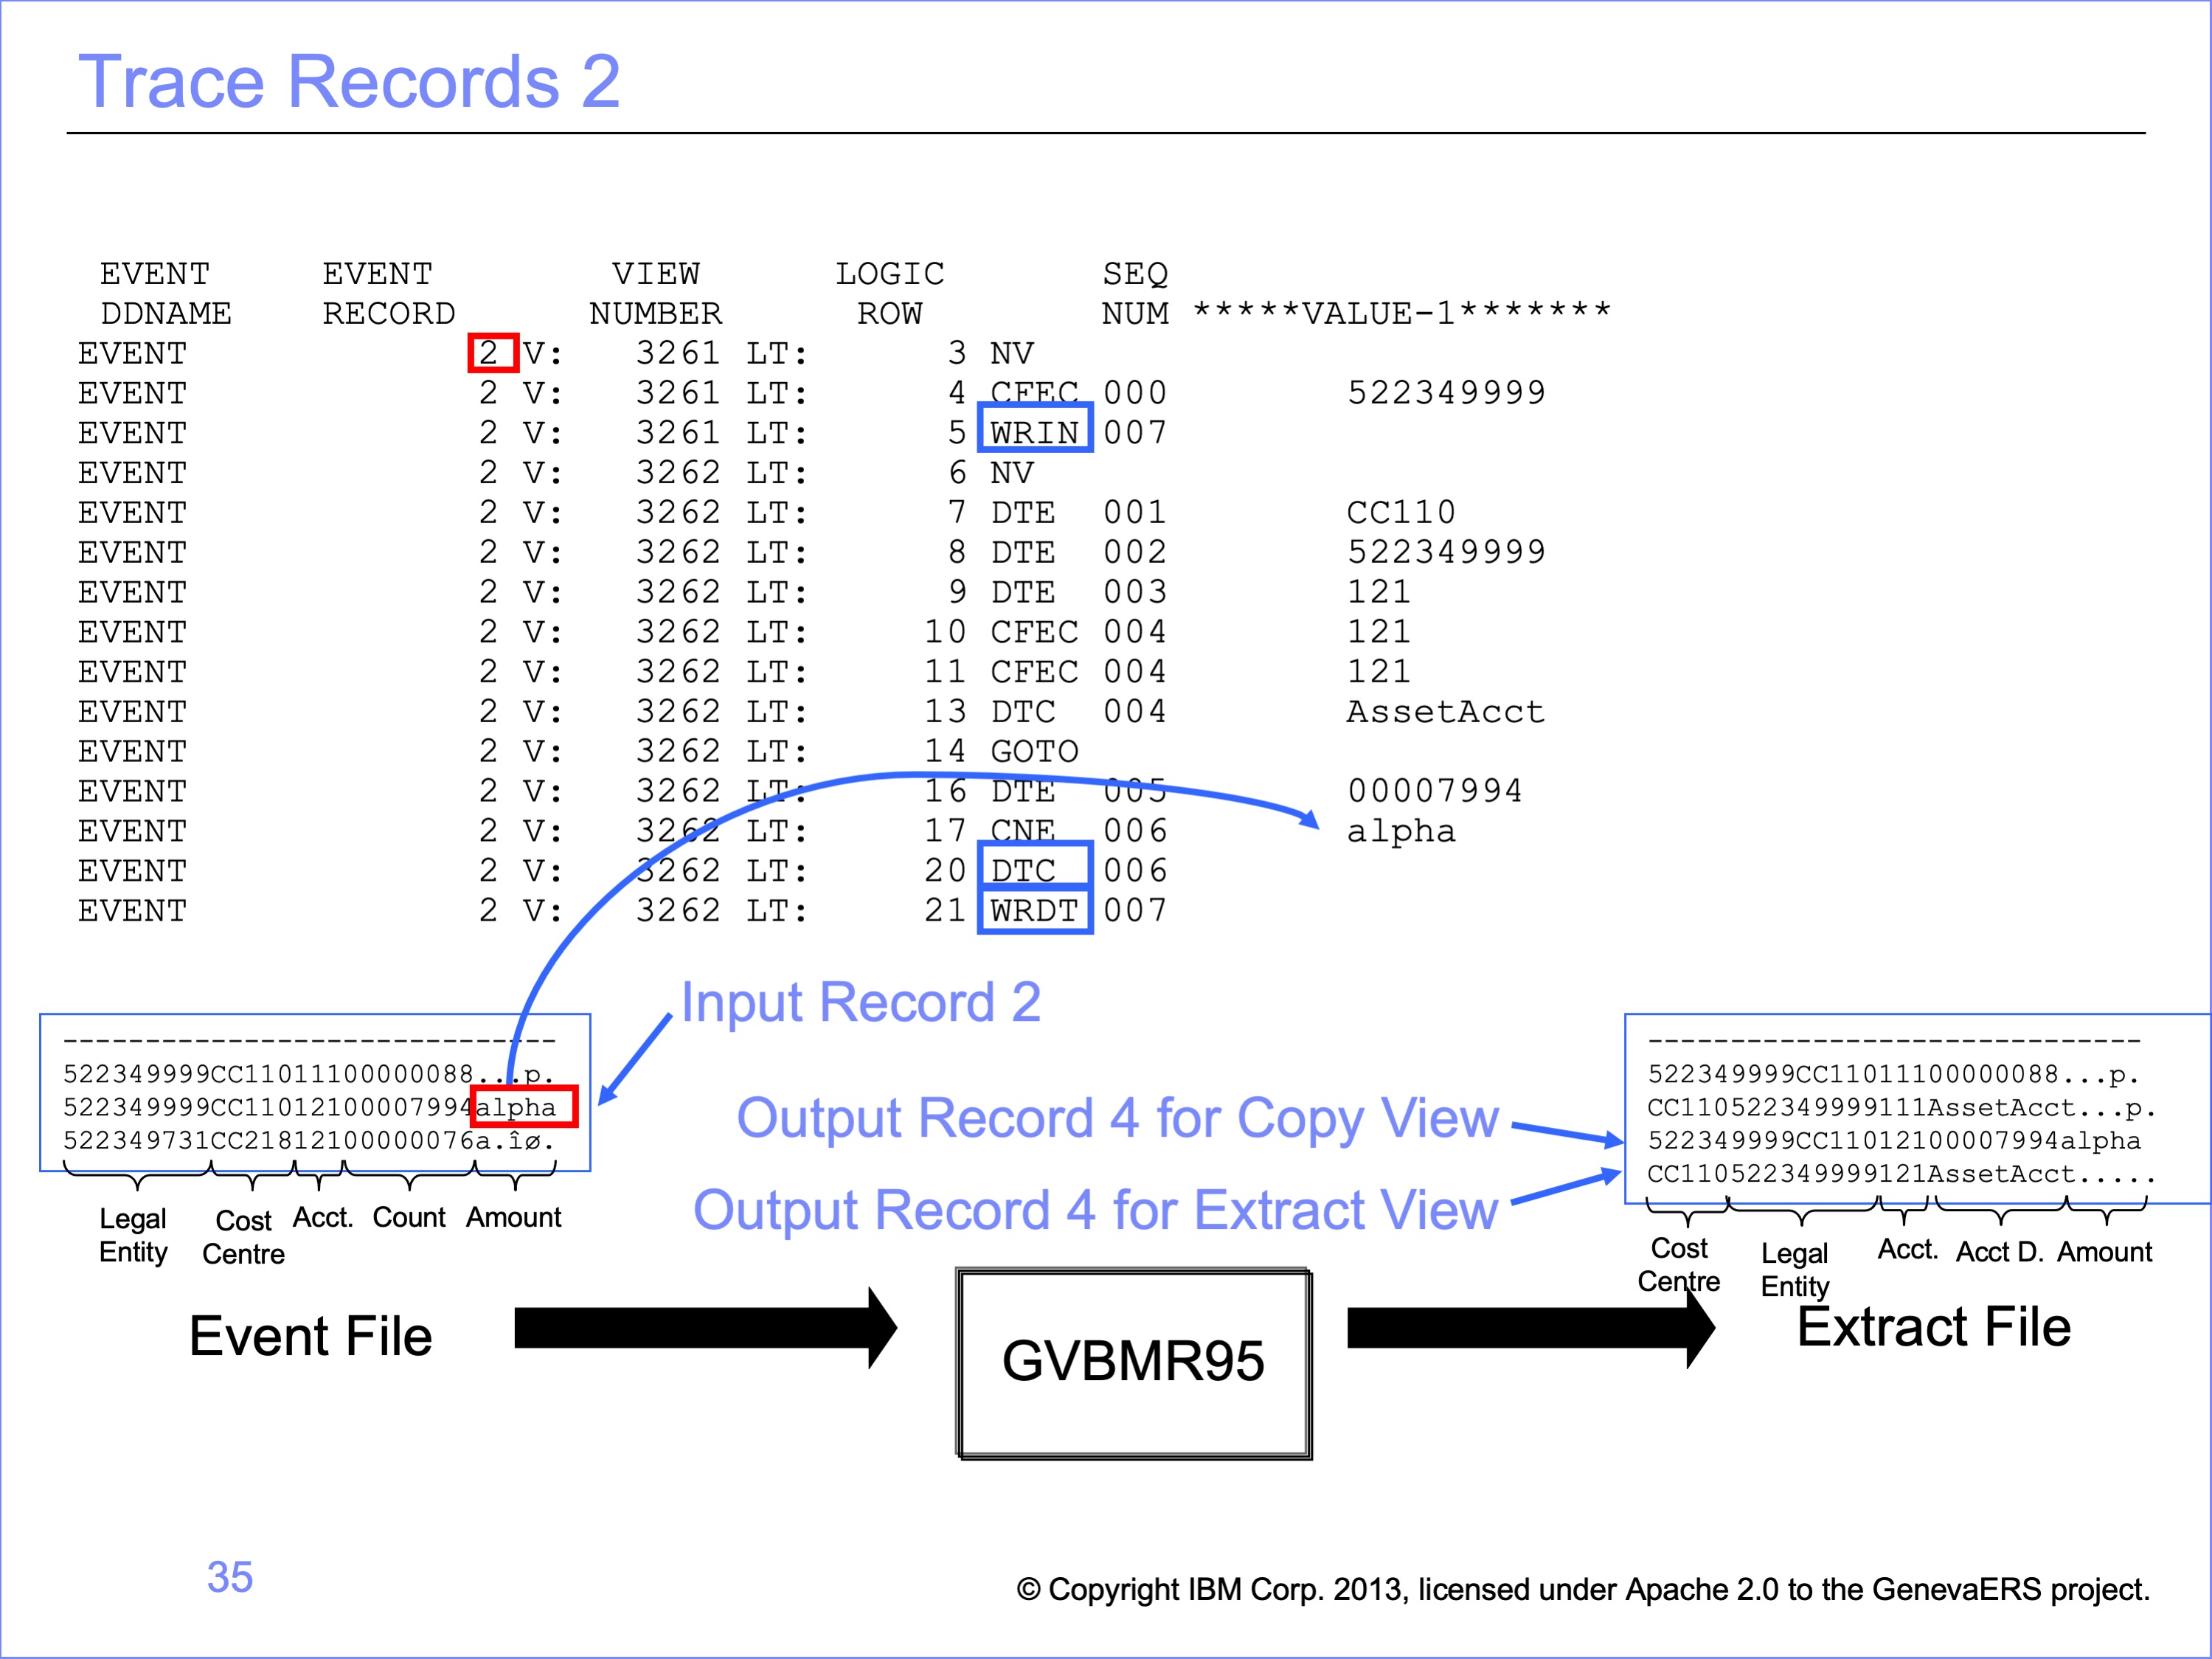 Trace Records 2
EVENT EVENT VIEW LOGIC SEQ
DDNAME RECORD NUMBER ROW NUM *****VALUE-1*******
EVENT 2 V: 3261 LT: 3 NV
EVENT 2 V: 3261 LT: 4 CFEC 000 522349999
EVENT 2 V: 3261 LT: 5 WRIN 007
EVENT 2 V: 3262 LT: 6 NV
EVENT 2 V: 3262 LT: 7 DTE 001 CC110
EVENT 2 V: 3262 LT: 8 DTE 002 522349999
EVENT 2 V: 3262 LT: 9 DTE 003 121
EVENT 2 V: 3262 LT: 10 CFEC 004 121
EVENT 2 V: 3262 LT: 11 CFEC 004 121
EVENT 2 V: 3262 LT: 13 DTC 004 AssetAcct
EVENT 2 V: 3262 LT: 14 GOTO
EVENT 2 V: 3262 LT: 16 DTE 005 00007994
EVENT 2 V: 3262 LT: 17 CNE 006 alpha
EVENT 2 V: 3262 LT: 20 DTC 006
EVENT 2 V: 3262 LT: 21 WRDT 007
Input Record 2
------------------------------
522349999CC11011100000088...p.
522349999CC11012100007994alpha
522349731CC21812100000076a.îø.
Legal Entity
Cost Centre
Acct.
Count
Amount
Output Record 4 for Copy View
Output Record 4 for Extract View
------------------------------
522349999CC11011100000088...p.
CC110522349999111AssetAcct...p.
522349999CC11012100007994alpha
CC110522349999121AssetAcct.....
Cost Centre
Legal Entity
Acct.
Acct D.
Amount
Event File
GVBMR95
Extract File
35
© Copyright IBM Corp. 2013, licensed under Apache 2.0 to the GenevaERS project.